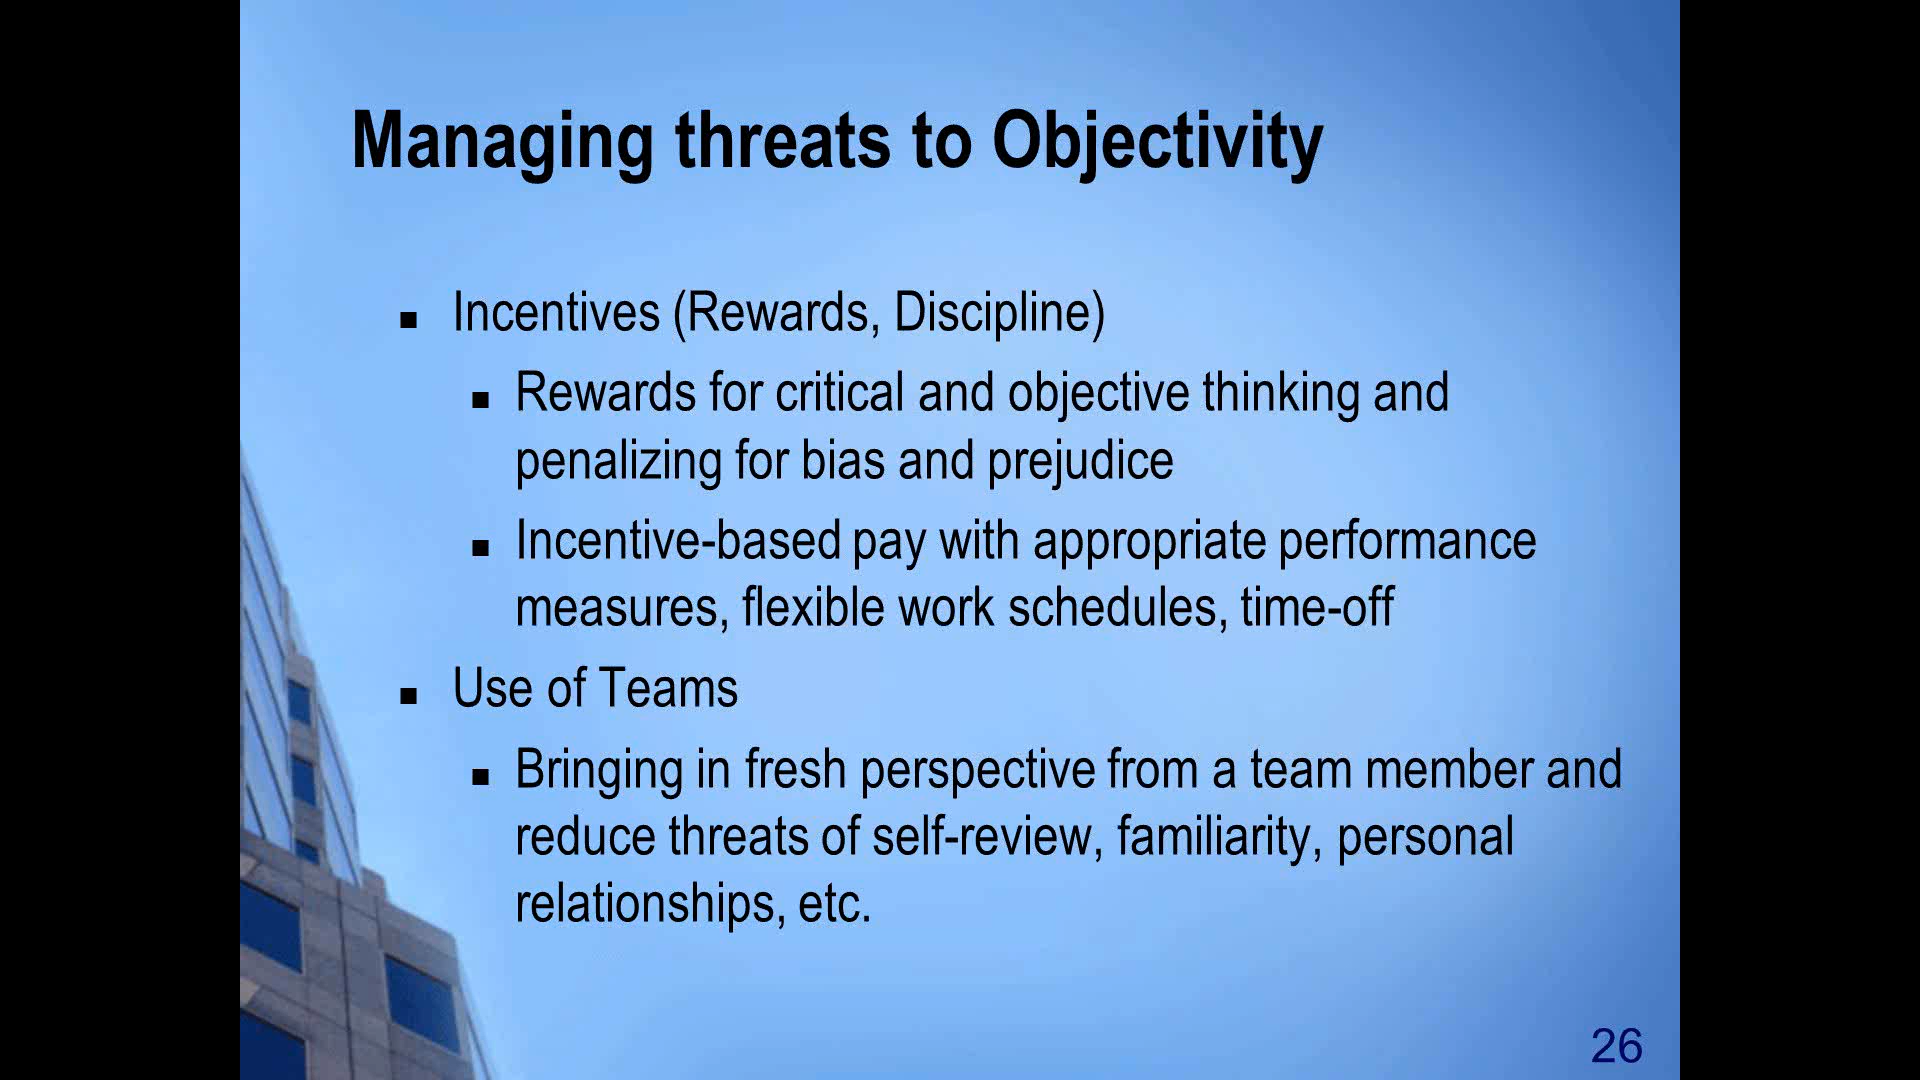 Managing threats to Objectivity
Incentives (Rewards, Discipline)
Rewards for critical and objective thinking and
penalizing for bias and prejudice
Incentive-based pay with appropriate performance
measures, flexible work schedules, time-off
Use of Teams
Bringing in fresh perspective from a team member and
reduce threats of self-review, familiarity, personal
relationships, etc.
26